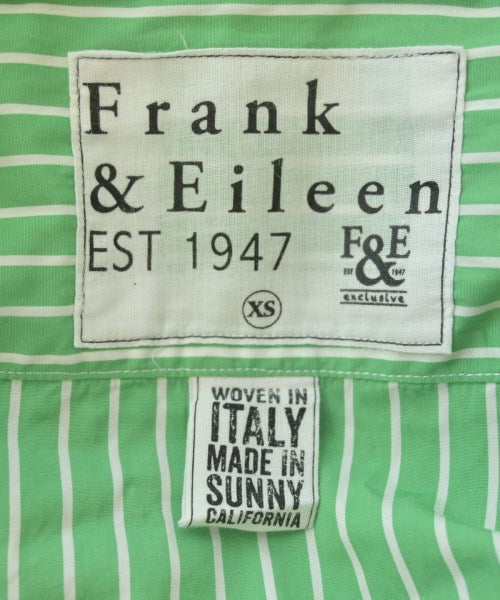 Frank
& Eileen
EST 1947
F&E
EST 1947
exclusive
XS
WOVEN IN
ITALY
MADE IN
SUNNY
CALIFORNIA